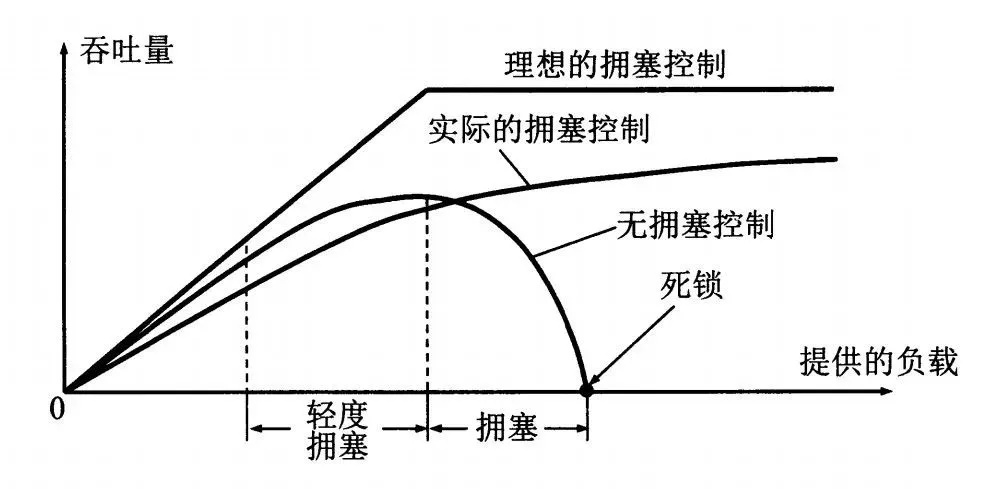 吞吐量
理想的拥塞控制
实际的拥塞控制
无拥塞控制
死锁
提供的负载
0
轻度
拥塞
拥塞